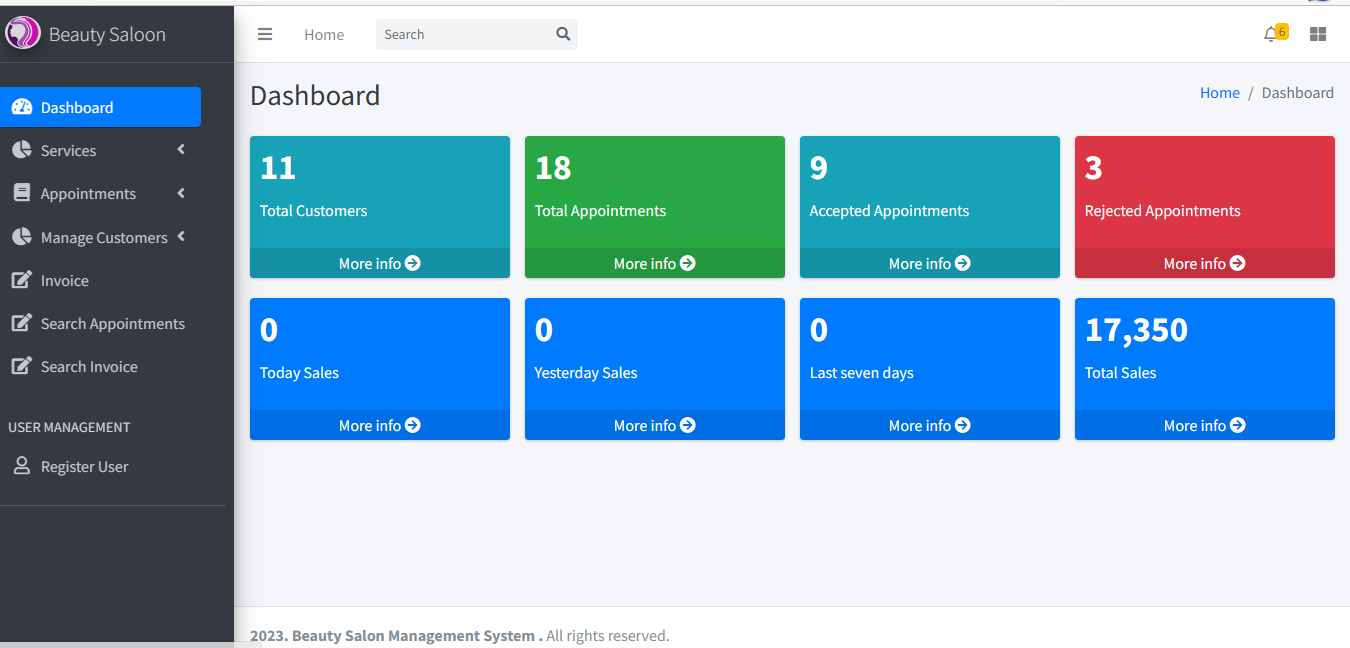 Beauty Saloon
Home
Search
6
Dashboard
Services
Appointments
Manage Customers
Invoice
Search Appointments
Search Invoice
USER MANAGEMENT
Register User
Dashboard
Home / Dashboard
11
Total Customers
More info
18
Total Appointments
More info
9
Accepted Appointments
More info
3
Rejected Appointments
More info
0
Today Sales
More info
0
Yesterday Sales
More info
0
Last seven days
More info
17,350
Total Sales
More info
2023. Beauty Salon Management System . All rights reserved.